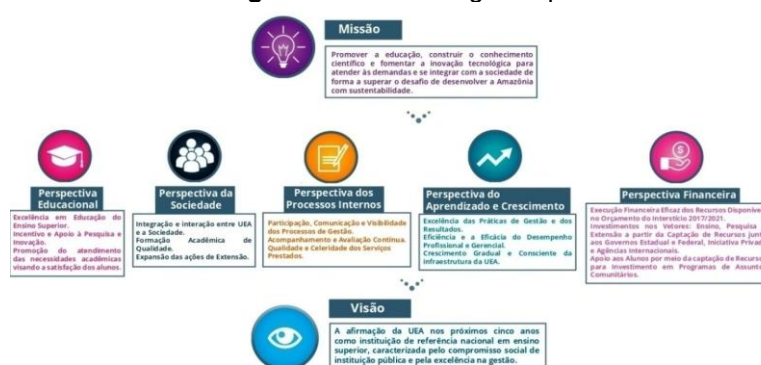 Missão
Promover a educação, construir o conhecimento
científico e fomentar a inovação tecnológica para
atender às demandas e se integrar com a sociedade de
forma a superar o desafio de desenvolver a Amazônia
com sustentabilidade.
Perspectiva
Educacional
Excelência em Educação do
Ensino Superior.
Incentivo e Apoio à Pesquisa e
Inovação.
Promoção do atendimento
das necessidades acadêmicas
visando a satisfação dos alunos.
Perspectiva da
Sociedade
Integração e interação entre UEA
e a Sociedade.
Formação Acadêmica de
Qualidade.
Expansão das ações de Extensão.
Perspectiva dos
Processos Internos
Participação, Comunicação e Visibilidade
dos Processos de Gestão.
Acompanhamento e Avaliação Contínua.
Qualidade e Celeridade dos Serviços
Prestados.
Perspectiva do
Aprendizado e Crescimento
Excelência das Práticas de Gestão e dos
Resultados.
Eficiência e a Eficácia do Desempenho
Profissional e Gerencial.
Crescimento Gradual e Consciente da
infraestrutura da UEA.
Perspectiva Financeira
Execução Financeira Eficaz dos Recursos
no Orçamento do Interstício 2017/2021.
Investimentos nos Vetores: Ensino, Pesquisa
Extensão a partir da Captação de Recursos
aos Governos Estadual e Federal, Iniciativa
e Agências Internacionais.
Apoio aos Alunos por meio da captação de
para Investimento em Programas de
Comunitários.
Visão
A afirmação da UEA nos próximos cinco anos
como instituição de referência nacional em ensino
superior, caracterizada pelo compromisso social de
instituição pública e pela excelência na gestão.